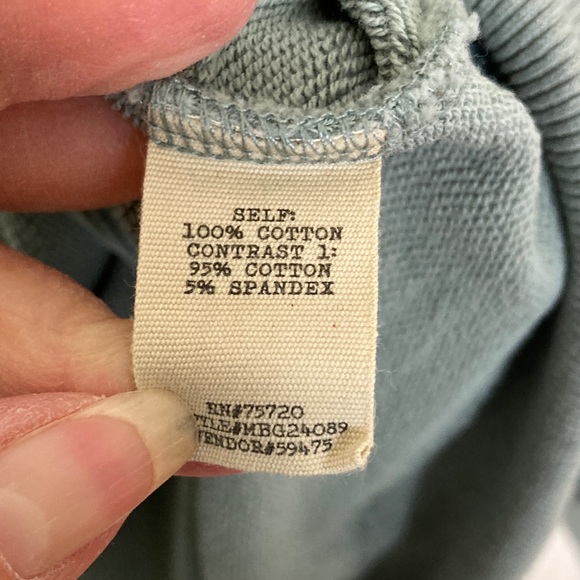 SELF:
100% COTTON
CONTRAST 1:
95% COTTON
5% SPANDEX
RN#75720
TYLE#MBG24089
VENDOR#59475